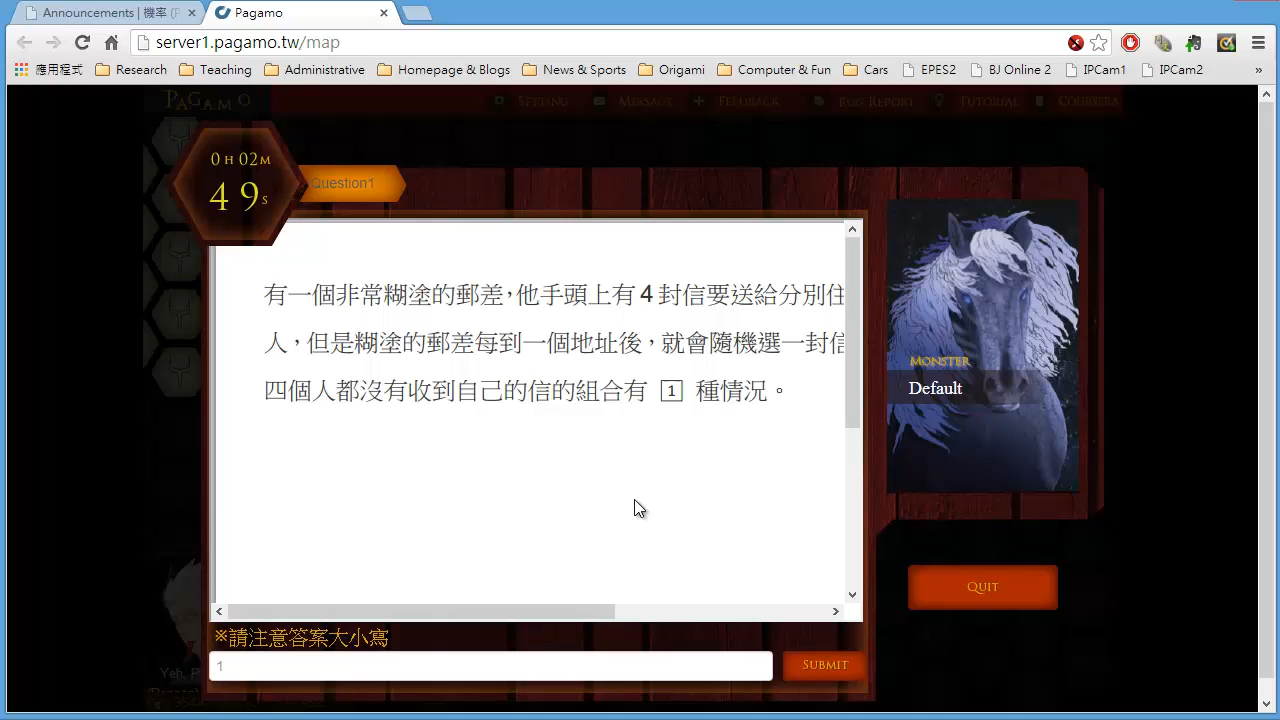 Announcements | 機率 (P
Pagamo
server1.pagamo.tw/map
應用程式 Research Teaching Administrative Homepage & Blogs News & Sports Origami Computer & Fun Cars EPES2 BJ Online 2 IPCam1 IPCam2 »
PaGamO Setting Message Feedback Bug Report Tutorial Coursera
0 H 02M
49s
Question1
有一個非常糊塗的郵差，他手頭上有 4 封信要送給分別住
人，但是糊塗的郵差每到一個地址後，就會隨機選一封信
四個人都沒有收到自己的信的組合有 1 種情況。
Monster
Default
Quit
※請注意答案大小寫
1
Submit
Yeh, P